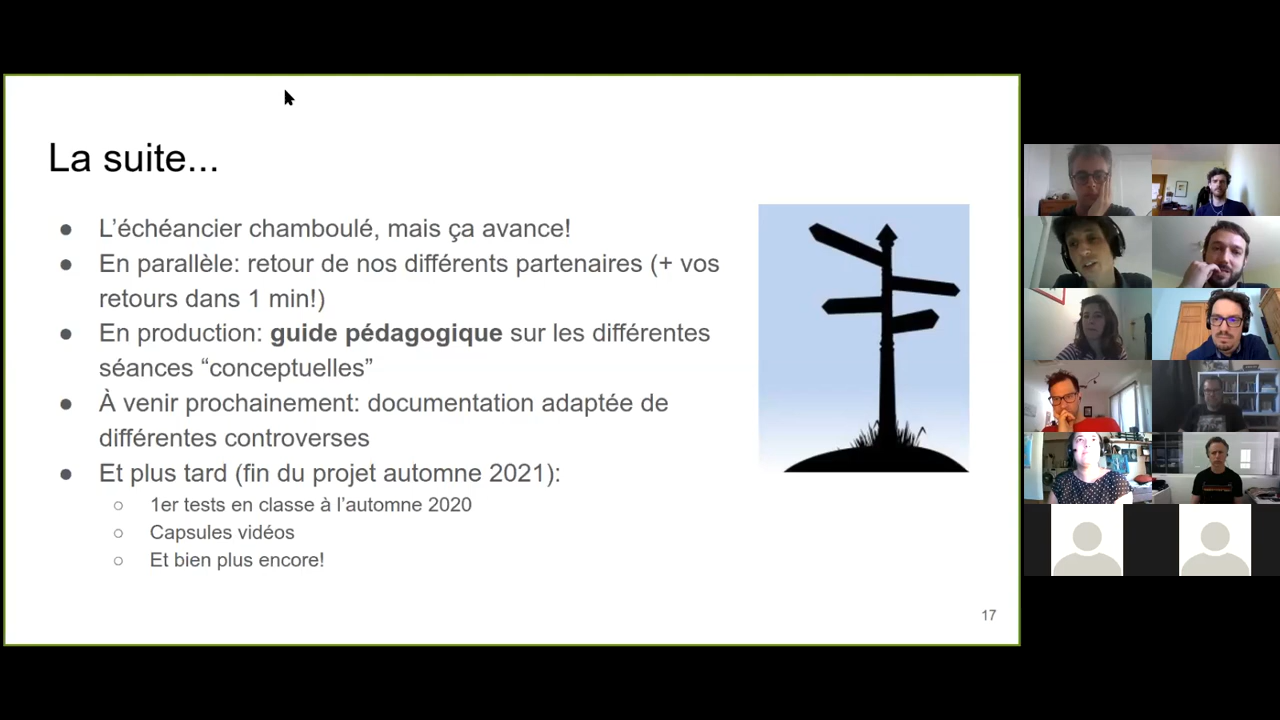 La suite...
● L’échéancier chamboulé, mais ça avance!
● En parallèle: retour de nos différents partenaires (+ vos
retours dans 1 min!)
● En production: guide pédagogique sur les différentes
séances “conceptuelles”
● À venir prochainement: documentation adaptée de
différentes controverses
● Et plus tard (fin du projet automne 2021):
○ 1er tests en classe à l’automne 2020
○ Capsules vidéos
○ Et bien plus encore!
17